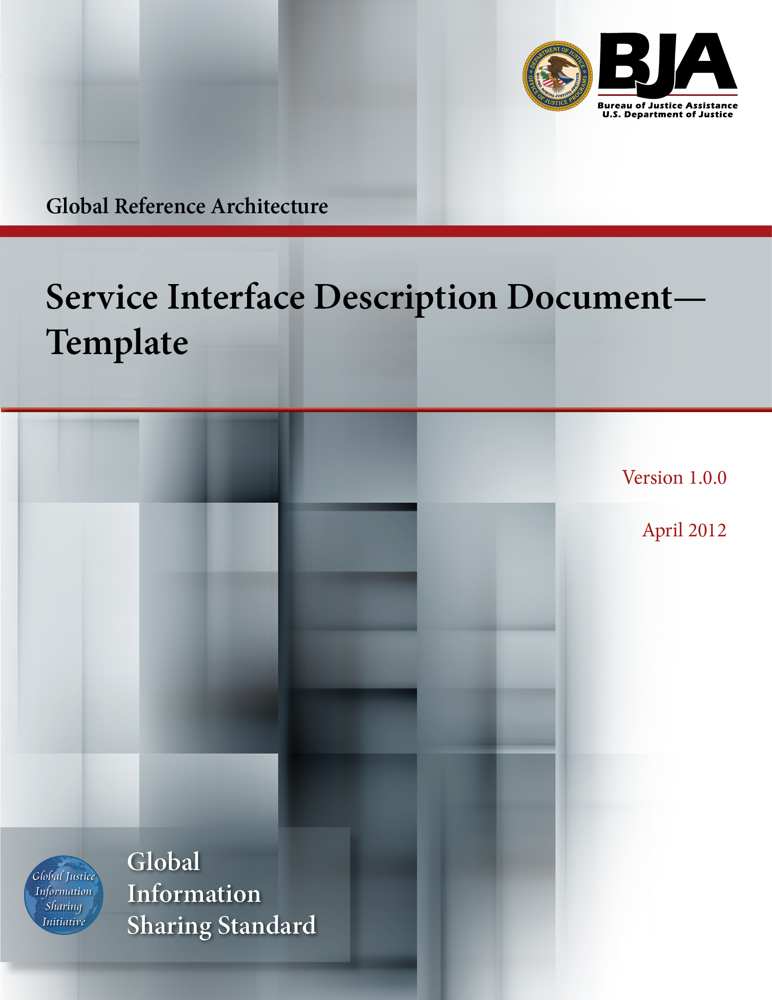 DEPARTMENT OF JUSTICE
OFFICE OF JUSTICE PROGRAMS
QUI PRO DOMINA JUSTITIA SEQUITUR
BJA
Bureau of Justice Assistance
U.S. Department of Justice
Global Reference Architecture
Service Interface Description Document—
Template
Version 1.0.0
April 2012
Global Justice
Information
Sharing
Initiative
Global
Information
Sharing Standard